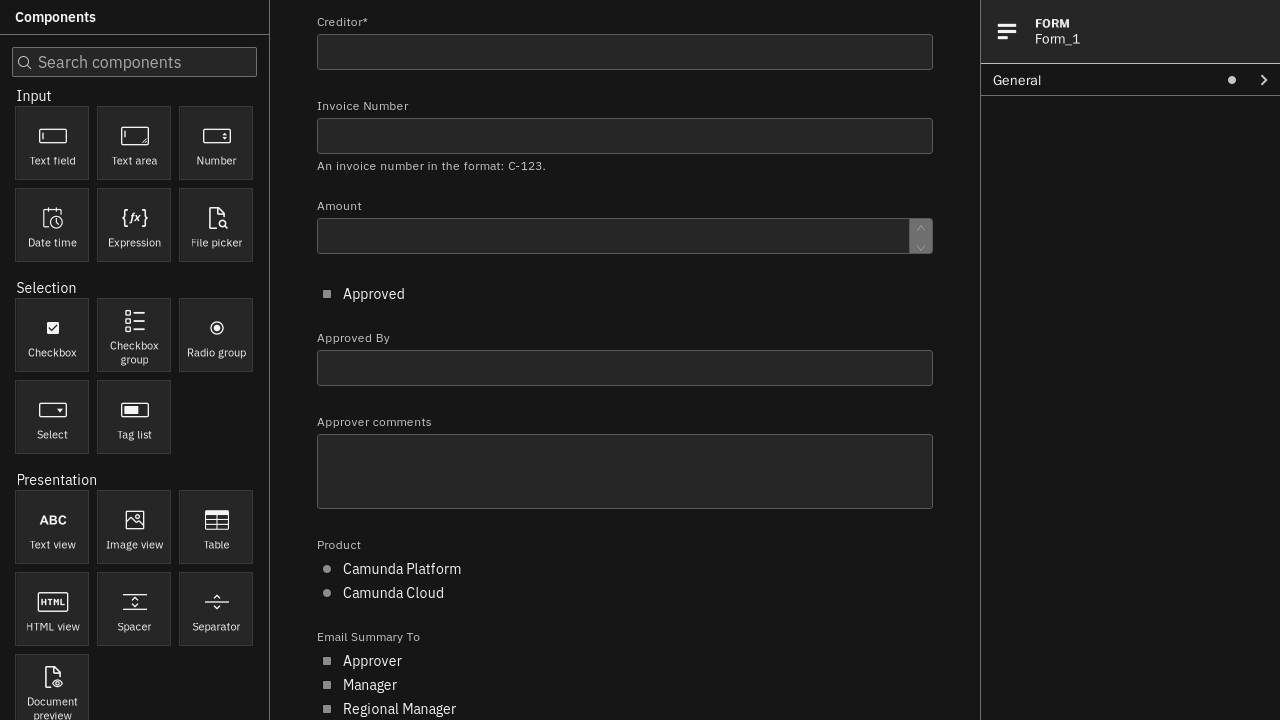 Components
Search components
Input
Text field
Text area
Number
Date time
{fx}
Expression
File picker
Selection
Checkbox
Checkbox
group
Radio group
Select
Tag list
Presentation
ABC
Text view
Image view
Table
HTML
HTML view
Spacer
Separator
Document
preview
Creditor*
Invoice Number
An invoice number in the format: C-123.
Amount
Approved
Approved By
Approver comments
Product
Camunda Platform
Camunda Cloud
Email Summary To
Approver
Manager
Regional Manager
FORM
Form_1
General